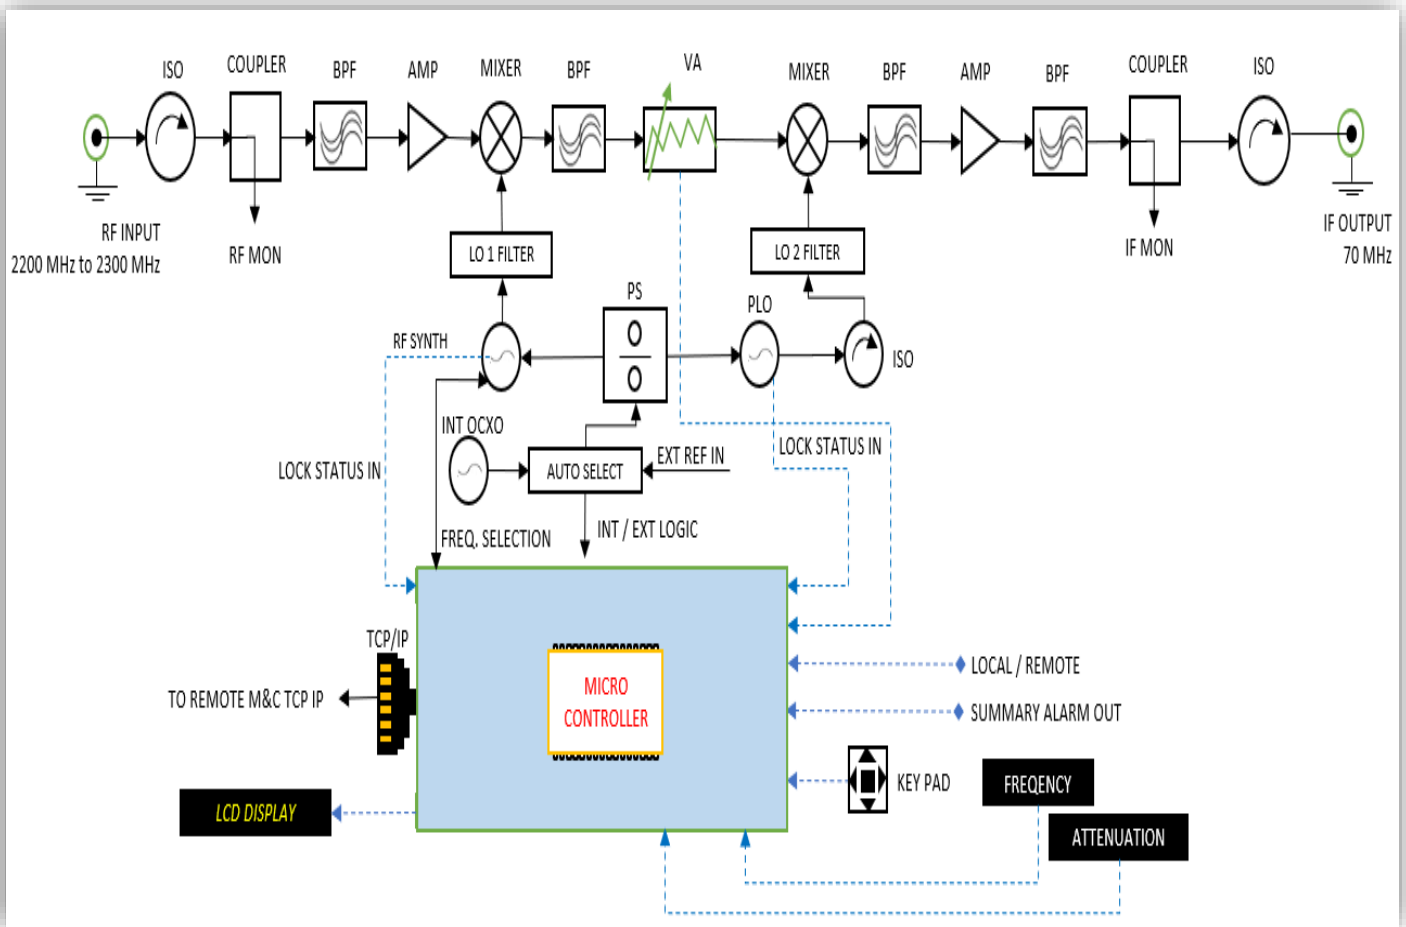 ISO
COUPLER
BPF
AMP
MIXER
BPF
VA
MIXER
BPF
AMP
BPF
COUPLER
ISO
RF INPUT
2200 MHz to 2300 MHz
RF MON
IF MON
IF OUTPUT
70 MHz
LO 1 FILTER
LO 2 FILTER
PS
PLO
RF SYNTH
ISO
INT OCXO
LOCK STATUS IN
AUTO SELECT
EXT REF IN
LOCK STATUS IN
FREQ. SELECTION
INT / EXT LOGIC
TCP/IP
TO REMOTE M&C TCP IP
MICRO
CONTROLLER
LOCAL / REMOTE
SUMMARY ALARM OUT
KEY PAD
FREQENCY
LCD DISPLAY
ATTENUATION